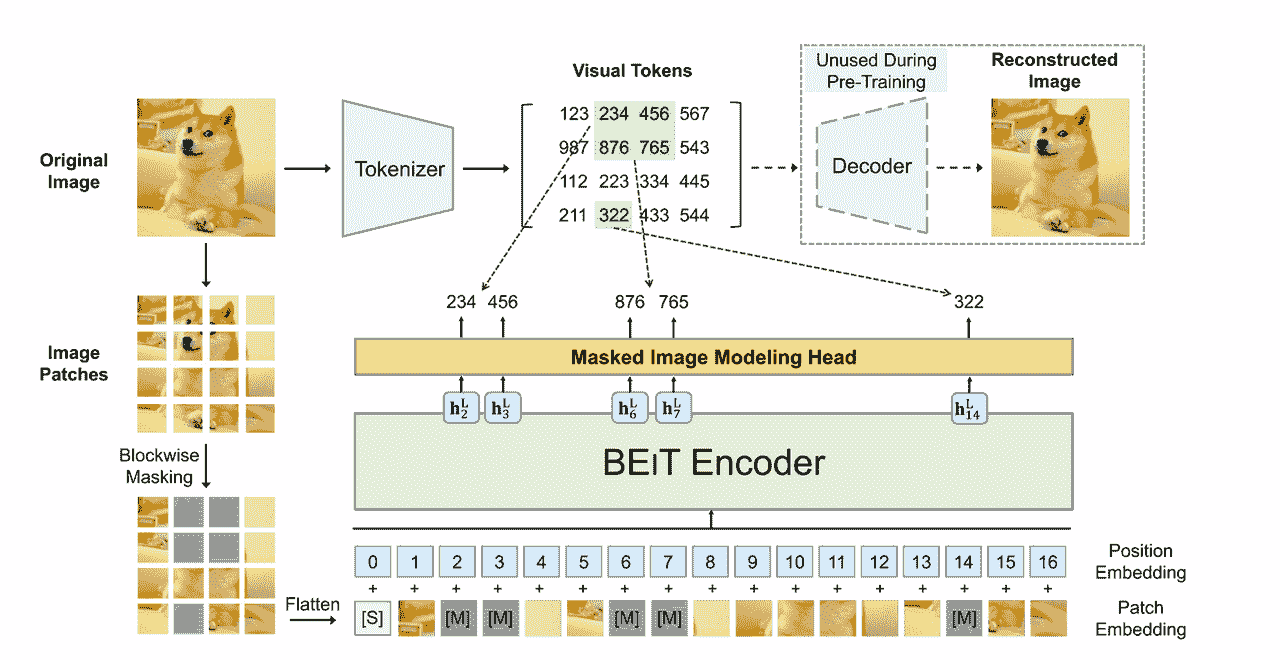 Visual Tokens
Unused During
Pre-Training
Reconstructed
Image
Original
Image
Tokenizer
123 234 456 567
987 876 765 543
112 223 334 445
211 322 433 544
Decoder
234 456 876 765 322
Image
Patches
Masked Image Modeling Head
h₂ᴸ h₃ᴸ h₆ᴸ h₇ᴸ h₁₄ᴸ
BEiT Encoder
Blockwise
Masking
0 1 2 3 4 5 6 7 8 9 10 11 12 13 14 15 16
Position
Embedding
+ + + + + + + + + + + + + + + + +
Flatten
[S] [M] [M] [M] [M] [M]
Patch
Embedding